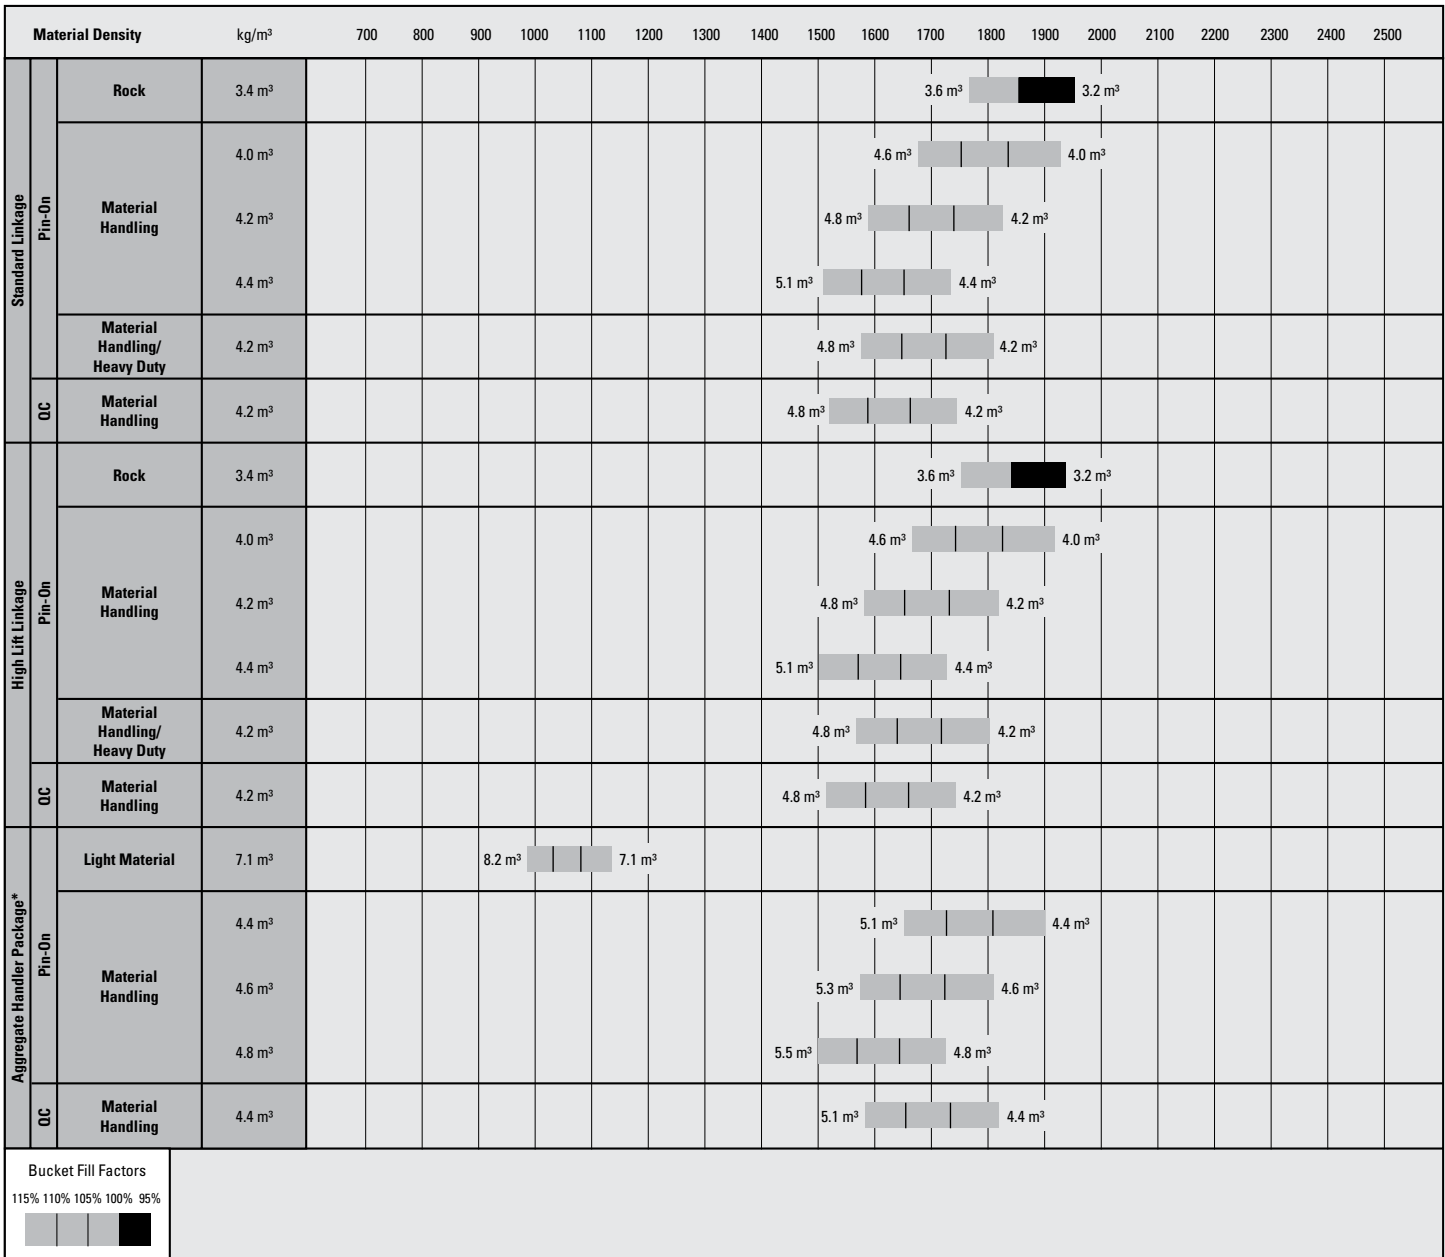 Material Density kg/m³ 700 800 900 1000 1100 1200 1300 1400 1500 1600 1700 1800 1900 2000 2100 2200 2300 2400 2500
Standard Linkage
Pin-On
Rock 3.4 m³ 3.6 m³ 3.2 m³
Material
Handling
4.0 m³ 4.6 m³ 4.0 m³
4.2 m³ 4.8 m³ 4.2 m³
4.4 m³ 5.1 m³ 4.4 m³
Material
Handling/
Heavy Duty
4.2 m³ 4.8 m³ 4.2 m³
QC
Material
Handling
4.2 m³ 4.8 m³ 4.2 m³
High Lift Linkage
Pin-On
Rock 3.4 m³ 3.6 m³ 3.2 m³
Material
Handling
4.0 m³ 4.6 m³ 4.0 m³
4.2 m³ 4.8 m³ 4.2 m³
4.4 m³ 5.1 m³ 4.4 m³
Material
Handling/
Heavy Duty
4.2 m³ 4.8 m³ 4.2 m³
QC
Material
Handling
4.2 m³ 4.8 m³ 4.2 m³
Aggregate Handler Package*
Pin-On
Light Material 7.1 m³ 8.2 m³ 7.1 m³
Material
Handling
4.4 m³ 5.1 m³ 4.4 m³
4.6 m³ 5.3 m³ 4.6 m³
4.8 m³ 5.5 m³ 4.8 m³
QC
Material
Handling
4.4 m³ 5.1 m³ 4.4 m³
Bucket Fill Factors
115% 110% 105% 100% 95%